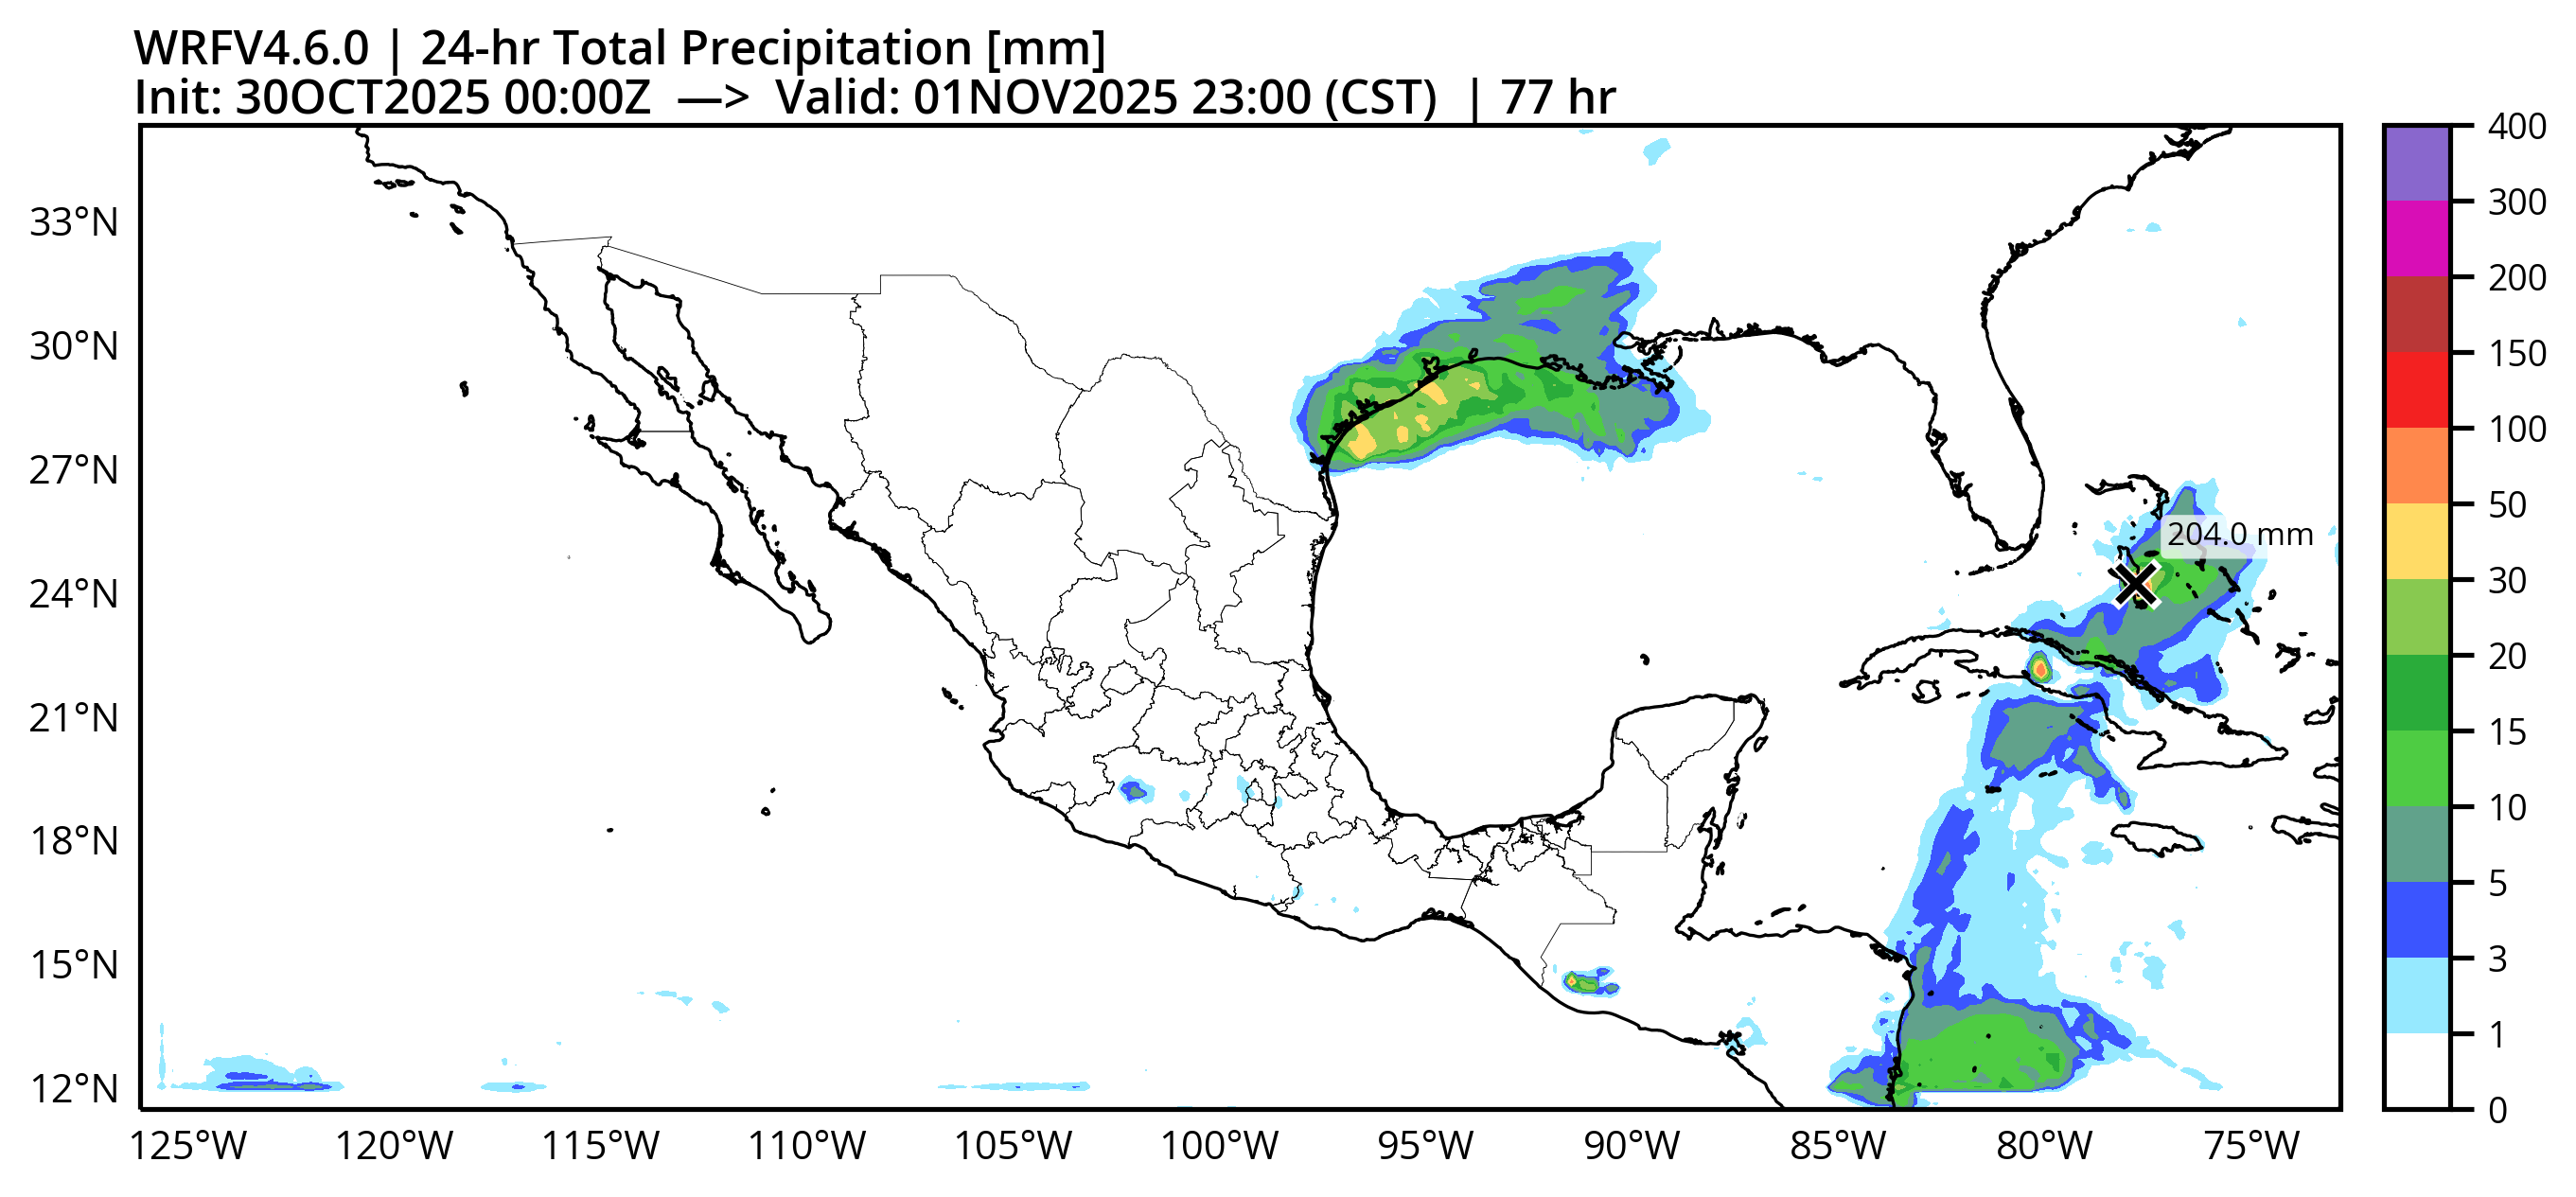 WRFV4.6.0 | 24-hr Total Precipitation [mm]
Init: 30OCT2025 00:00Z —> Valid: 01NOV2025 23:00 (CST) | 77 hr
33°N
30°N
27°N
24°N
21°N
18°N
15°N
12°N
125°W
120°W
115°W
110°W
105°W
100°W
95°W
90°W
85°W
80°W
75°W
204.0 mm
400
300
200
150
100
50
30
20
15
10
5
3
1
0